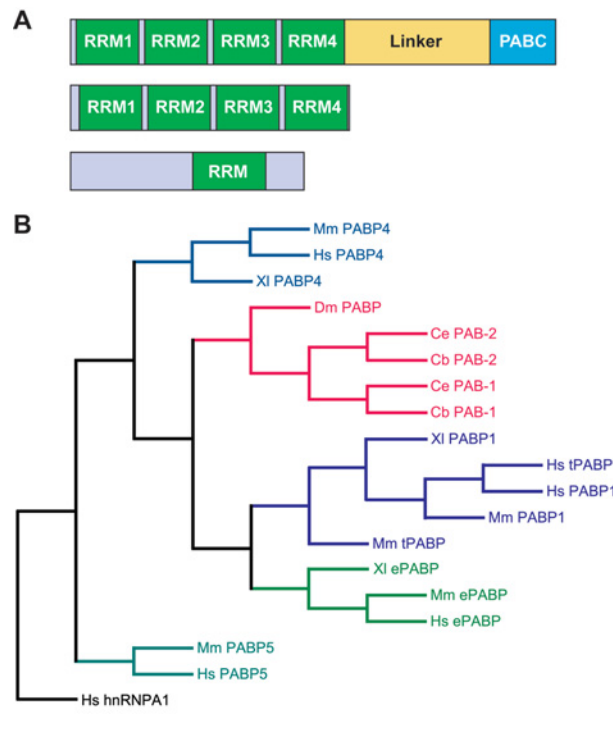 A
RRM1 RRM2 RRM3 RRM4 Linker PABC
RRM1 RRM2 RRM3 RRM4
RRM
B
Mm PABP4
Hs PABP4
Xl PABP4
Dm PABP
Ce PAB-2
Cb PAB-2
Ce PAB-1
Cb PAB-1
Xl PABP1
Hs tPABP
Hs PABP1
Mm PABP1
Mm tPABP
Xl ePABP
Mm ePABP
Hs ePABP
Mm PABP5
Hs PABP5
Hs hnRNPA1